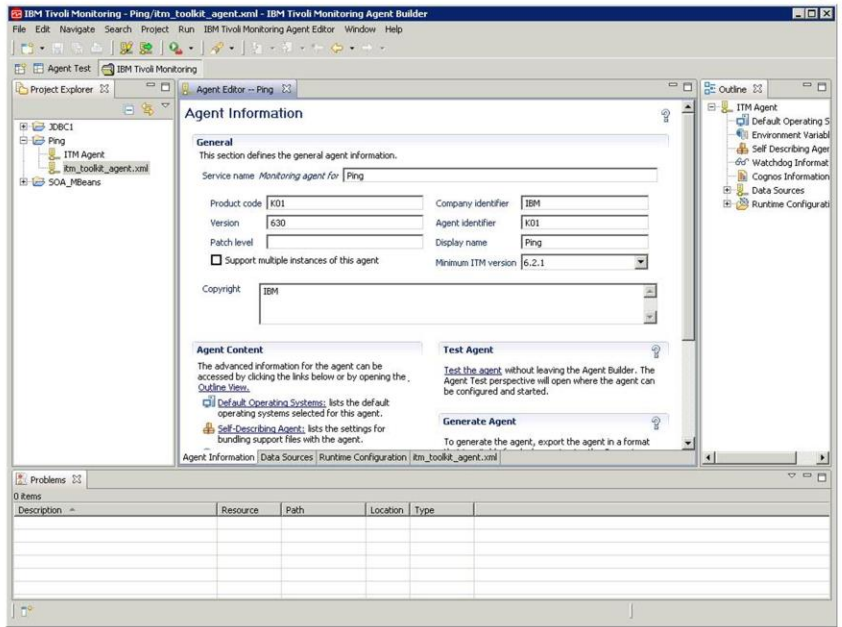 IBM Tivoli Monitoring - Ping/itm_toolkit_agent.xml - IBM Tivoli Monitoring Agent Builder
File Edit Navigate Search Project Run IBM Tivoli Monitoring Agent Editor Window Help
Agent Test IBM Tivoli Monitoring
Project Explorer
JDBC1
Ping
ITM Agent
itm_toolkit_agent.xml
SOA_MBeans
Agent Editor -- Ping
Agent Information
General
This section defines the general agent information.
Service name Monitoring agent for Ping
Product code K01 Company identifier IBM
Version 630 Agent identifier K01
Patch level Display name Ping
Support multiple instances of this agent Minimum ITM version 6.2.1
Copyright IBM
Agent Content
The advanced information for the agent can be
accessed by clicking the links below or by opening the
Outline View.
Default Operating Systems: lists the default
operating systems selected for this agent.
Self-Describing Agent: lists the settings for
bundling support files with the agent.
Test Agent
Test the agent without leaving the Agent Builder. The
Agent Test perspective will open where the agent can
be configured and started.
Generate Agent
To generate the agent, export the agent in a format
Agent Information Data Sources Runtime Configuration itm_toolkit_agent.xml
Outline
ITM Agent
Default Operating S
Environment Variabl
Self Describing Agen
Watchdog Informat
Cognos Information
Data Sources
Runtime Configurati
Problems
0 items
Description Resource Path Location Type